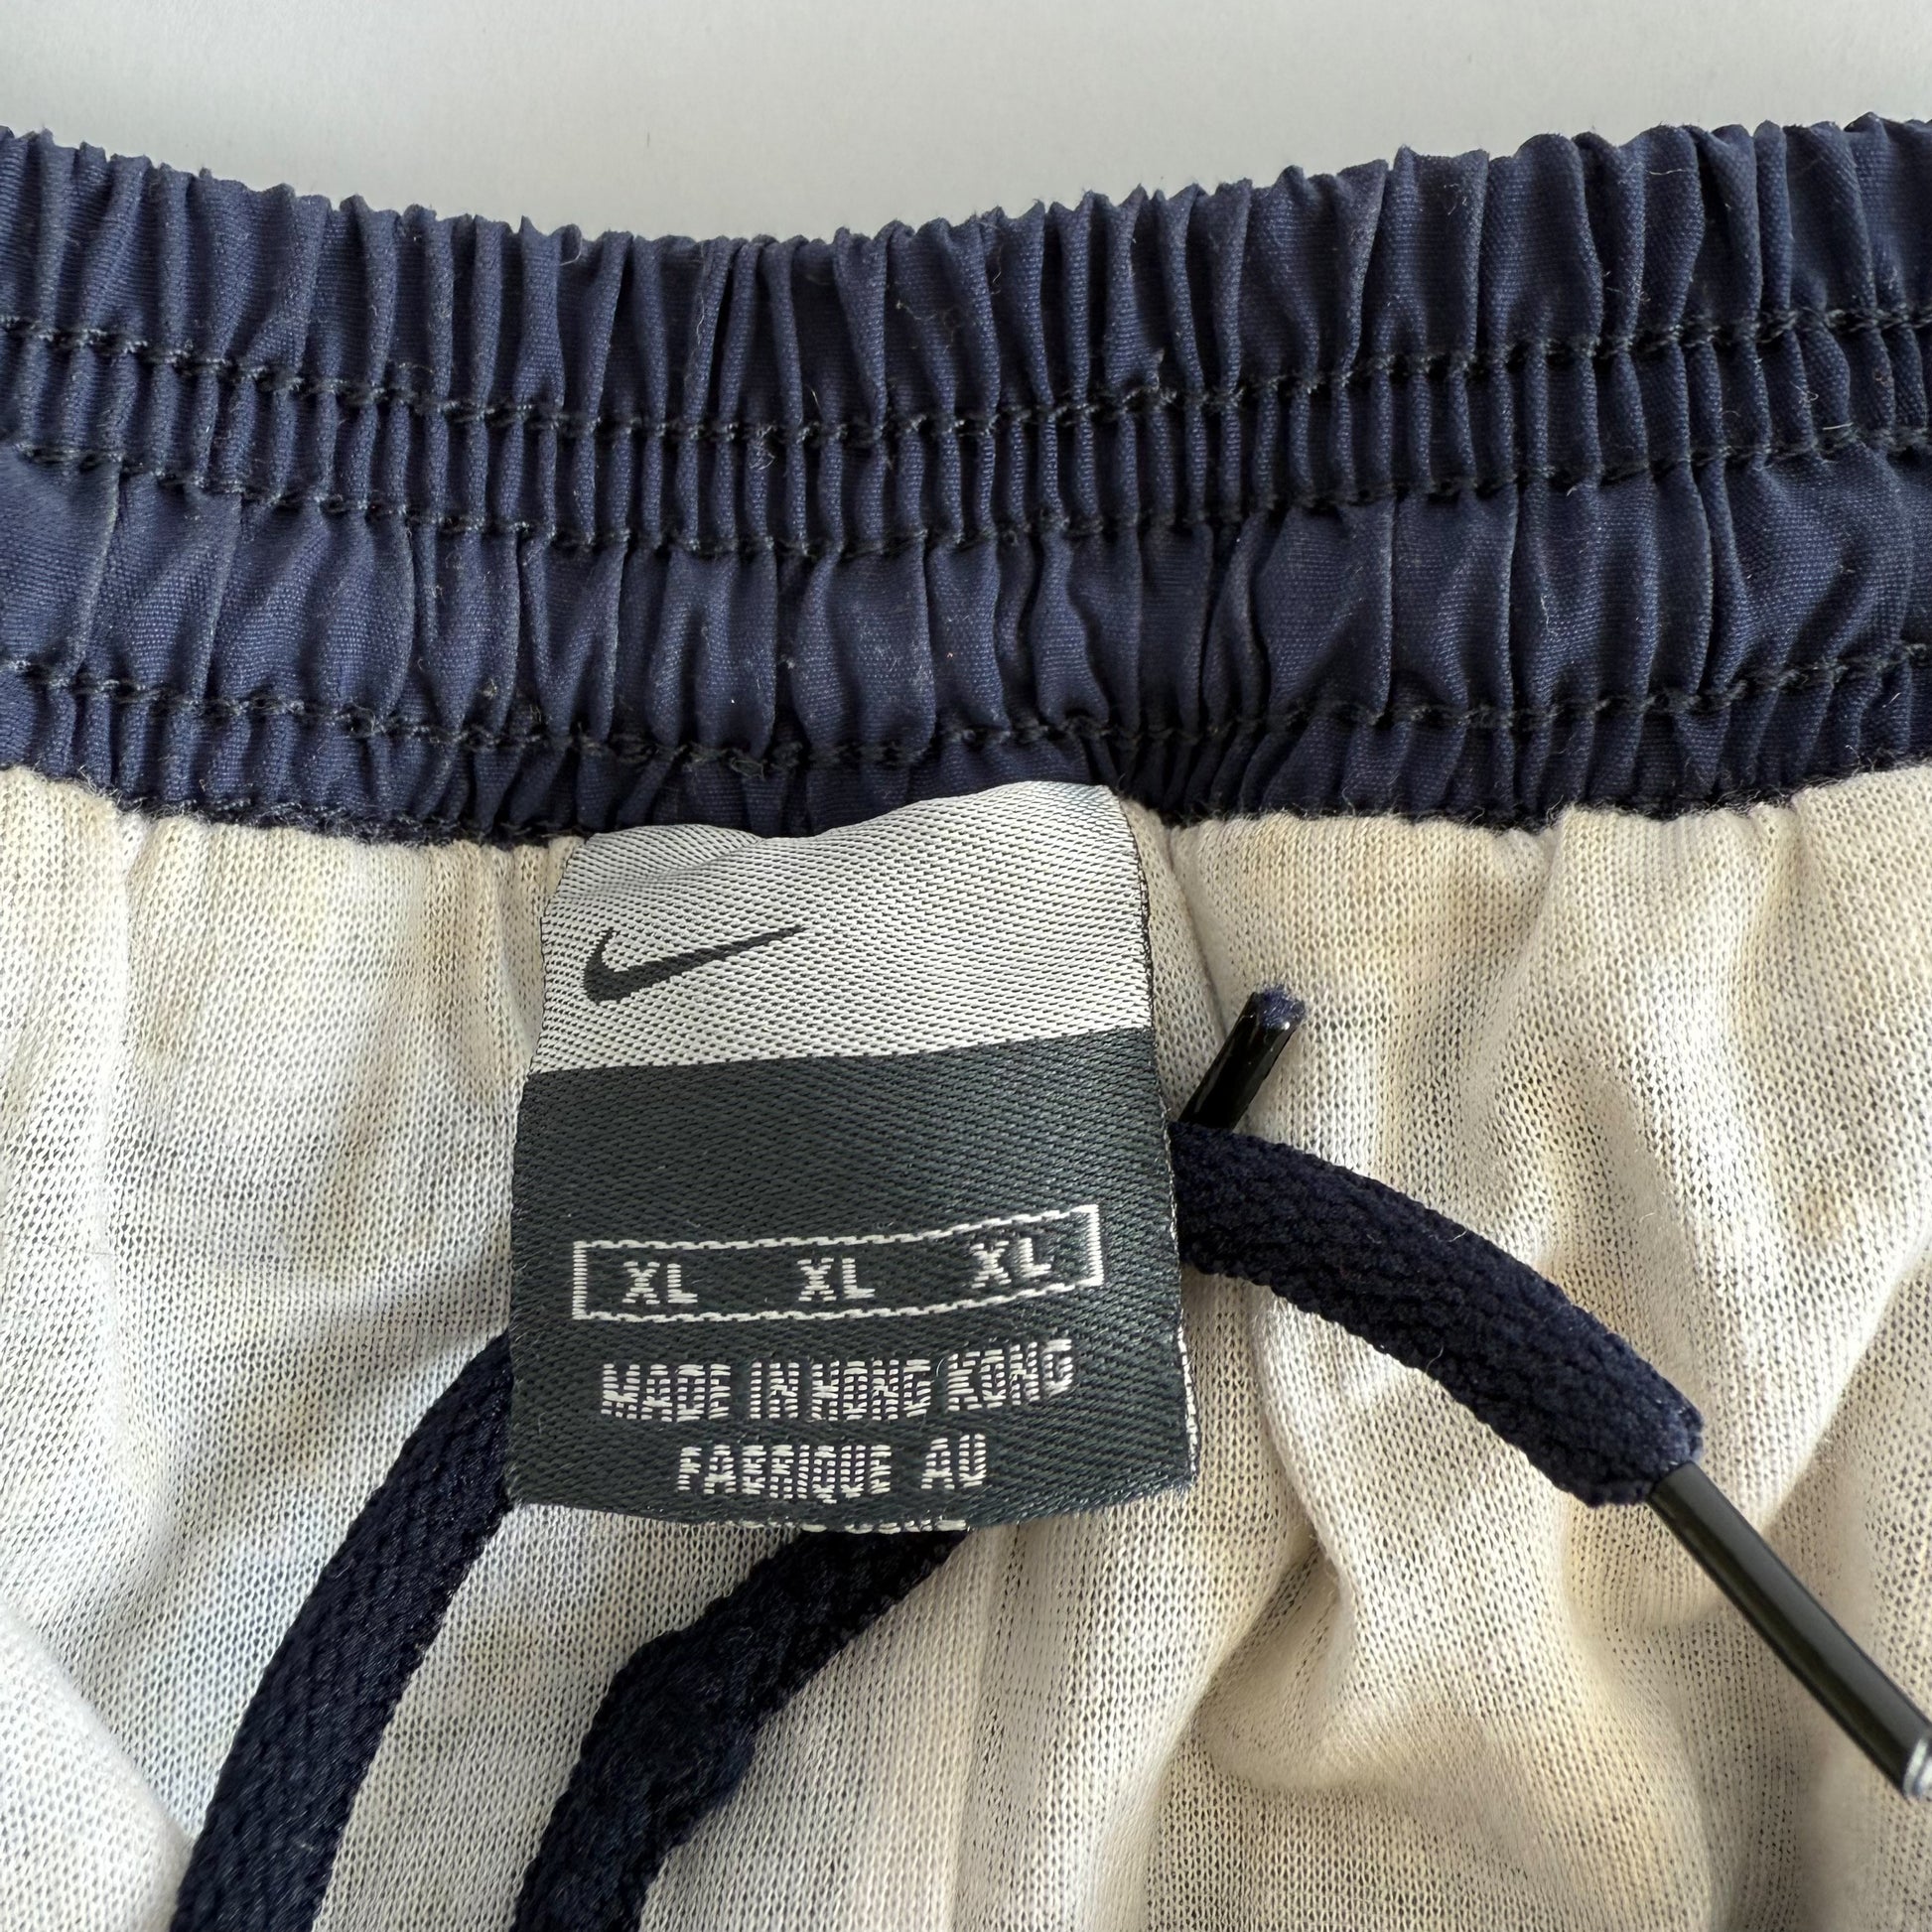 XL XL XL
MADE IN HONG KONG
FABRIQUE AU